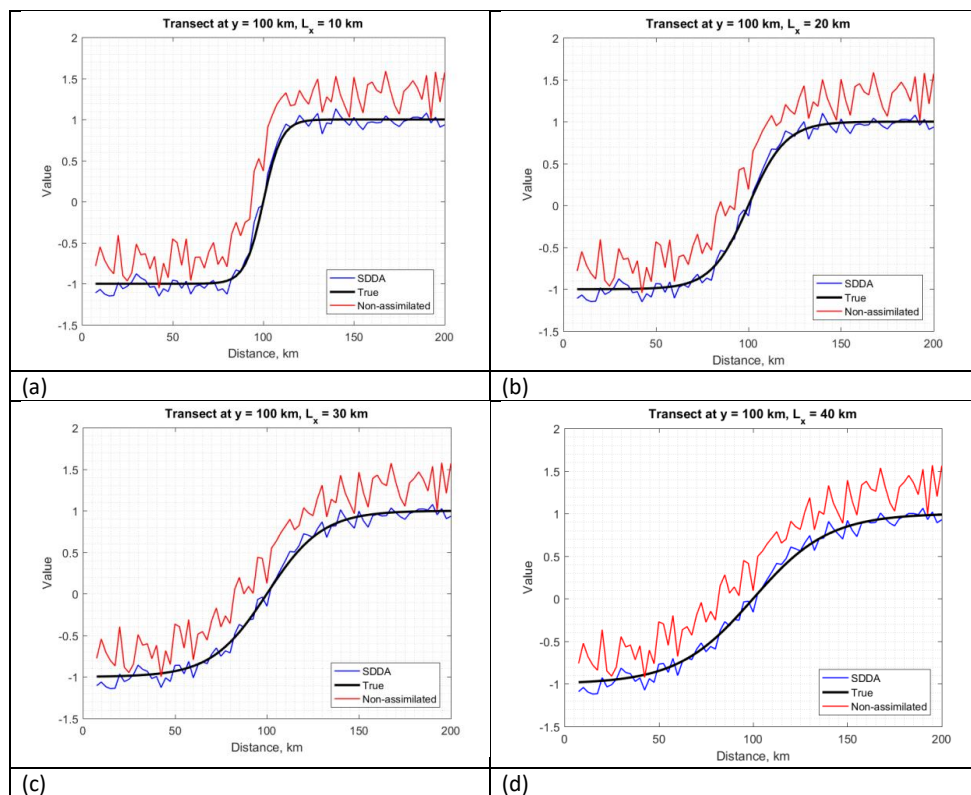 Transect at y = 100 km, Lx = 10 km
2
1.5
1
0.5
0
-0.5
-1
-1.5
Value
0 50 100 150 200
Distance, km
SDDA
True
Non-assimilated
(a)
Transect at y = 100 km, Lx = 20 km
2
1.5
1
0.5
0
-0.5
-1
-1.5
Value
0 50 100 150 200
Distance, km
SDDA
True
Non-assimilated
(b)
Transect at y = 100 km, Lx = 30 km
2
1.5
1
0.5
0
-0.5
-1
-1.5
Value
0 50 100 150 200
Distance, km
SDDA
True
Non-assimilated
(c)
Transect at y = 100 km, Lx = 40 km
2
1.5
1
0.5
0
-0.5
-1
-1.5
Value
0 50 100 150 200
Distance, km
SDDA
True
Non-assimilated
(d)